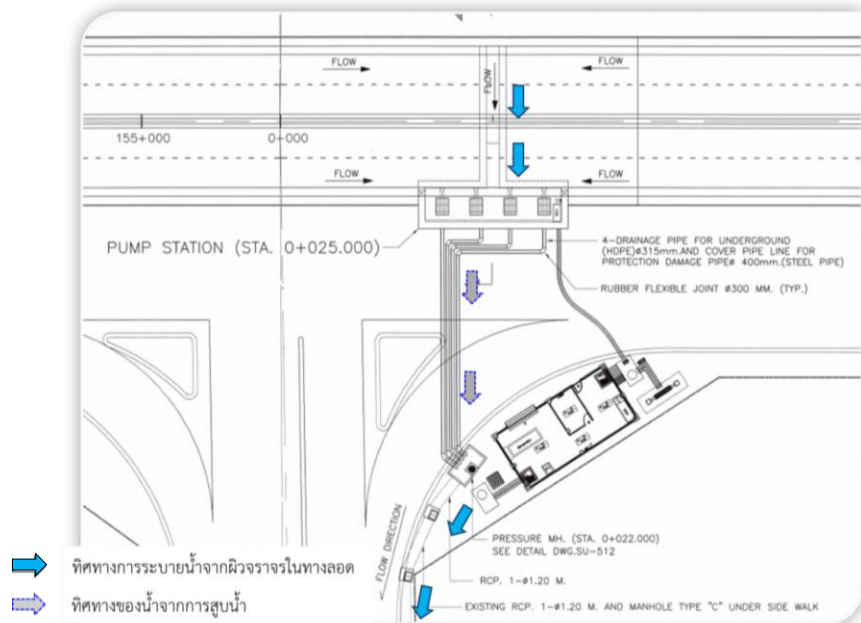 FLOW
FLOW
FLOW
155+000
0+000
FLOW
FLOW
PUMP STATION (STA. 0+025.000)
4-DRAINAGE PIPE FOR UNDERGROUND
(HDPE)ø315mm.AND COVER PIPE LINE FOR
PROTECTION DAMAGE PIPEø 400mm.(STEEL PIPE)
RUBBER FLEXIBLE JOINT ø300 MM. (TYP.)
FLOW DIRECTION
PRESSURE MH. (STA. 0+022.000)
SEE DETAIL DWG.SU-512
RCP. 1-ø1.20 M.
EXISTING RCP. 1-ø1.20 M. AND MANHOLE TYPE "C" UNDER SIDE WALK
ทิศทางการระบายน้ำจากผิวจราจรในทางลอด
ทิศทางของน้ำจากการสูบน้ำ